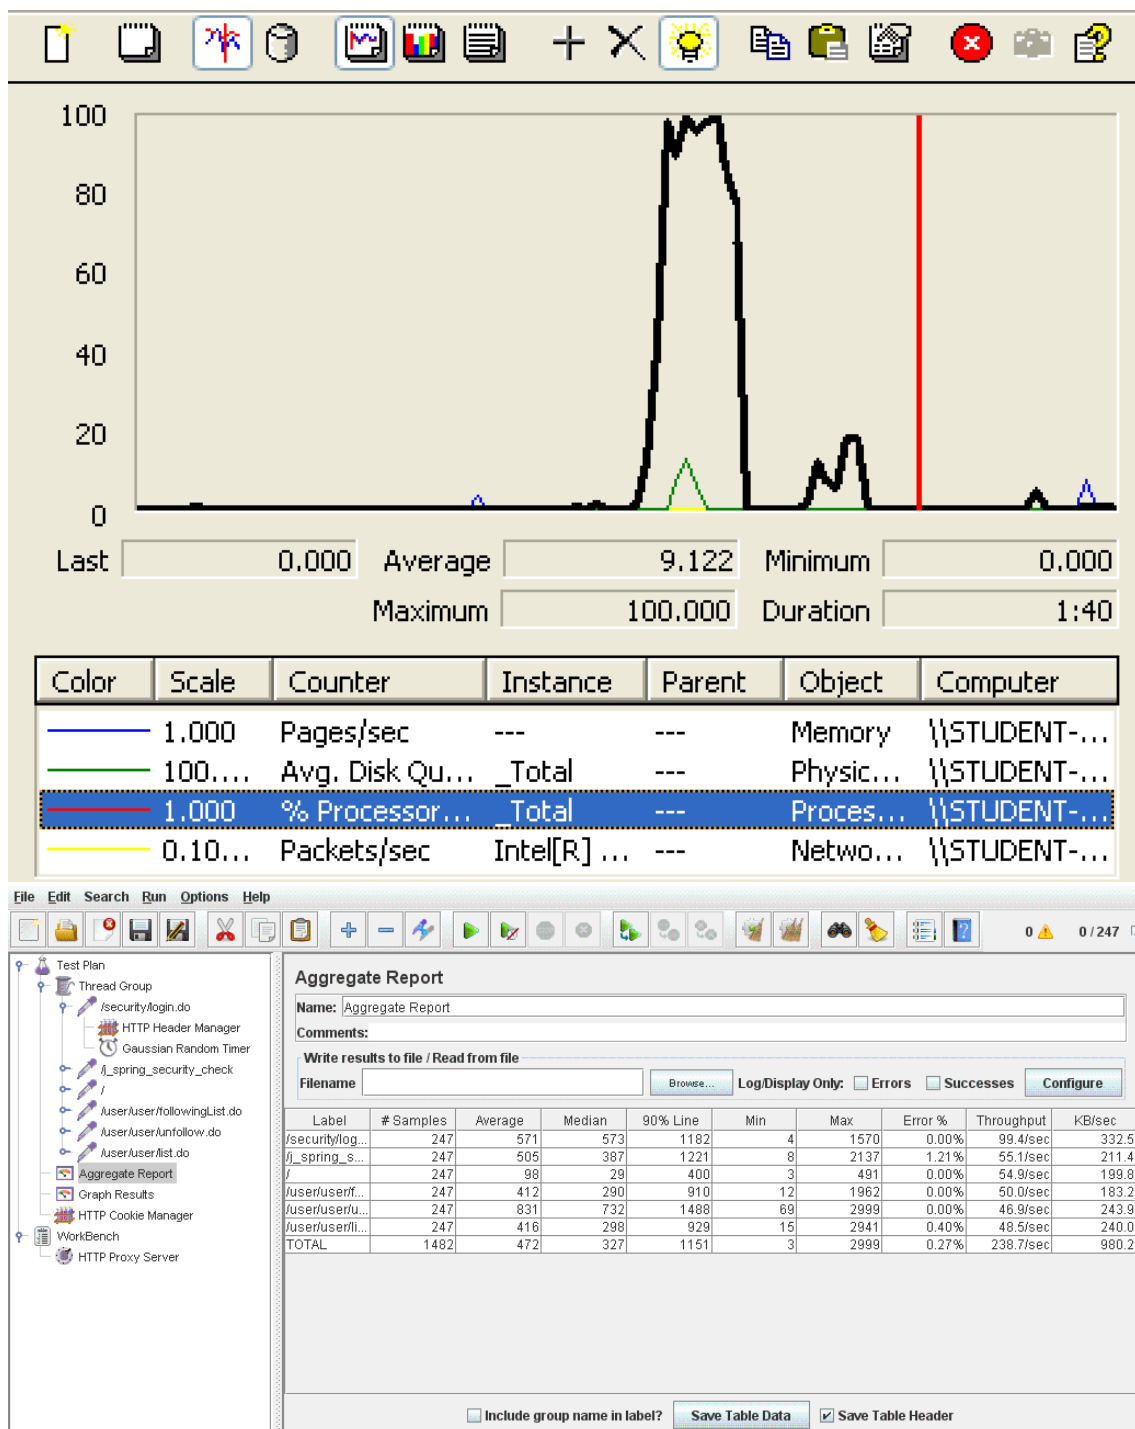 100
80
60
40
20
0
Last 0.000 Average 9.122 Minimum 0.000
Maximum 100.000 Duration 1:40
Color Scale Counter Instance Parent Object Computer
1.000 Pages/sec --- --- Memory \\STUDENT-...
100.... Avg. Disk Qu... _Total --- Physic... \\STUDENT-...
1.000 % Processor... _Total --- Proces... \\STUDENT-...
0.10... Packets/sec Intel[R] ... --- Netwo... \\STUDENT-...
File Edit Search Run Options Help
0 0 / 247
Test Plan
Thread Group
/security/login.do
HTTP Header Manager
Gaussian Random Timer
/j_spring_security_check
/
/user/user/followingList.do
/user/user/unfollow.do
/user/user/list.do
Aggregate Report
Graph Results
HTTP Cookie Manager
WorkBench
HTTP Proxy Server
Aggregate Report
Name: Aggregate Report
Comments:
Write results to file / Read from file
Filename Browse... Log/Display Only: Errors Successes Configure
Label # Samples Average Median 90% Line Min Max Error % Throughput KB/sec
/security/log... 247 571 573 1182 4 1570 0.00% 99.4/sec 332.5
/j_spring_s... 247 505 387 1221 8 2137 1.21% 55.1/sec 211.4
/ 247 98 29 400 3 491 0.00% 54.9/sec 199.8
/user/user/f... 247 412 290 910 12 1962 0.00% 50.0/sec 183.2
/user/user/u... 247 831 732 1488 69 2999 0.00% 46.9/sec 243.9
/user/user/li... 247 416 298 929 15 2941 0.40% 48.5/sec 240.0
TOTAL 1482 472 327 1151 3 2999 0.27% 238.7/sec 980.2
Include group name in label? Save Table Data Save Table Header